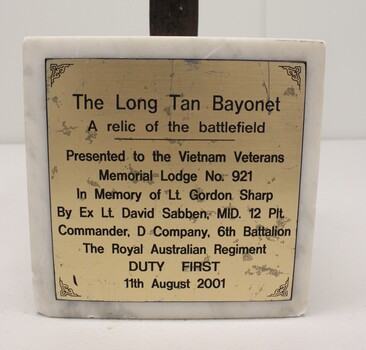 The Long Tan Bayonet
A relic of the battlefield
Presented to the Vietnam Veterans
Memorial Lodge No. 921
In Memory of Lt. Gordon Sharp
By Ex Lt. David Sabben, MID. 12 Plt.
Commander, D Company, 6th Battalion
The Royal Australian Regiment
DUTY FIRST
11th August 2001